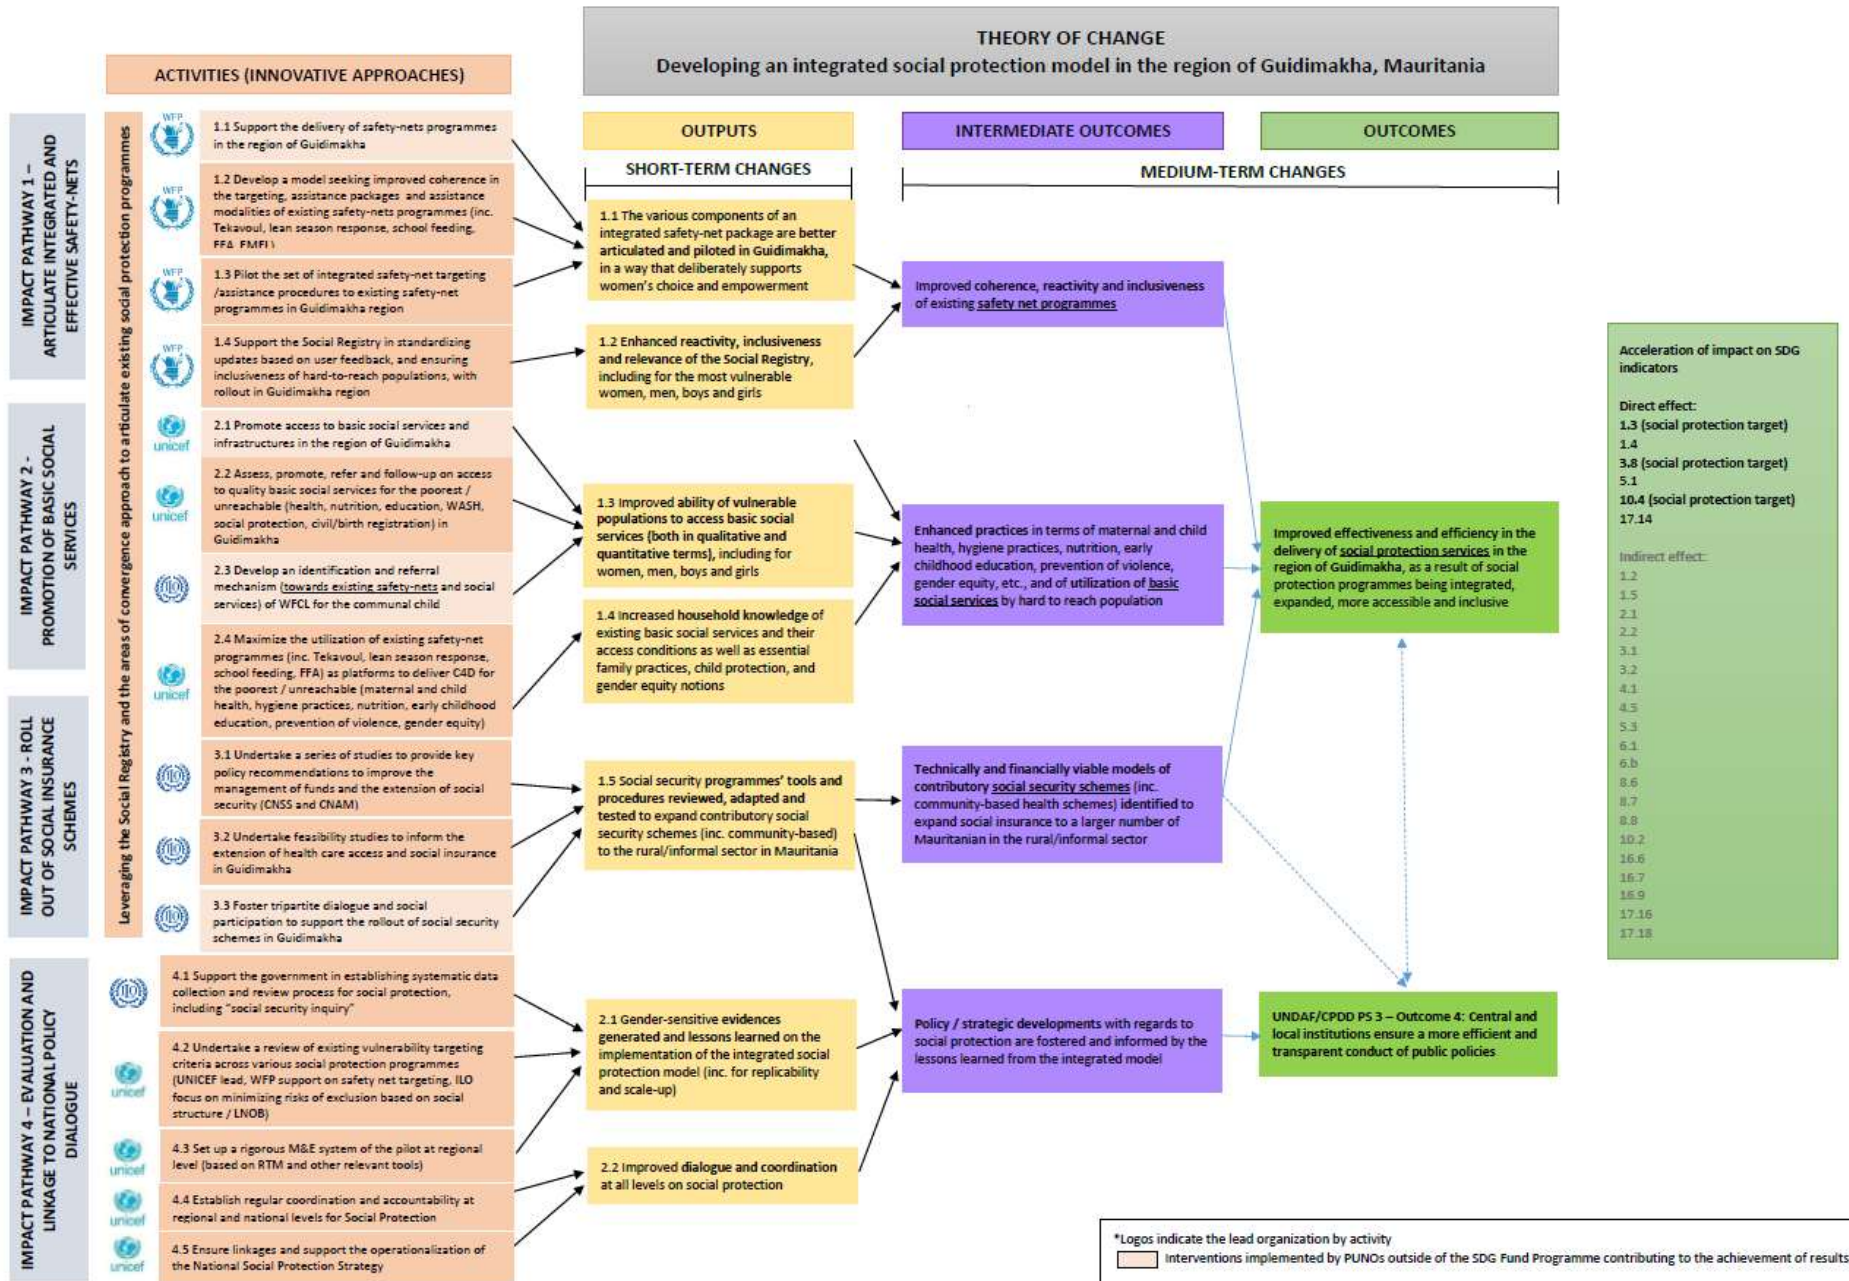 THEORY OF CHANGE
Developing an integrated social protection model in the region of Guidimakha, Mauritania
ACTIVITIES (INNOVATIVE APPROACHES)
OUTPUTS
INTERMEDIATE OUTCOMES
OUTCOMES
SHORT-TERM CHANGES
MEDIUM-TERM CHANGES
IMPACT PATHWAY 1 –
ARTICULATE INTEGRATED AND
EFFECTIVE SAFETY-NETS
IMPACT PATHWAY 2 -
PROMOTION OF BASIC SOCIAL
SERVICES
IMPACT PATHWAY 3 - ROLL
OUT OF SOCIAL INSURANCE
SCHEMES
IMPACT PATHWAY 4 – EVALUATION AND
LINKAGE TO NATIONAL POLICY
DIALOGUE
Leveraging the Social Registry and the areas of convergence approach to articulate existing social protection programmes
WFP
1.1 Support the delivery of safety-nets programmes
in the region of Guidimakha
WFP
1.2 Develop a model seeking improved coherence in
the targeting, assistance packages and assistance
modalities of existing safety-nets programmes (inc.
Tekavoul, lean season response, school feeding,
FFA, EMEL)
WFP
1.3 Pilot the set of integrated safety-net targeting
/assistance procedures to existing safety-net
programmes in Guidimakha region
WFP
1.4 Support the Social Registry in standardizing
updates based on user feedback, and ensuring
inclusiveness of hard-to-reach populations, with
rollout in Guidimakha region
unicef
2.1 Promote access to basic social services and
infrastructures in the region of Guidimakha
unicef
2.2 Assess, promote, refer and follow-up on access
to quality basic social services for the poorest /
unreachable (health, nutrition, education, WASH,
social protection, civil/birth registration) in
Guidimakha
2.3 Develop an identification and referral
mechanism (towards existing safety-nets and social
services) of WFCL for the communal child
unicef
2.4 Maximize the utilization of existing safety-net
programmes (inc. Tekavoul, lean season response,
school feeding, FFA) as platforms to deliver C4D for
the poorest / unreachable (maternal and child
health, hygiene practices, nutrition, early childhood
education, prevention of violence, gender equity)
3.1 Undertake a series of studies to provide key
policy recommendations to improve the
management of funds and the extension of social
security (CNSS and CNAM)
3.2 Undertake feasibility studies to inform the
extension of health care access and social insurance
in Guidimakha
3.3 Foster tripartite dialogue and social
participation to support the rollout of social security
schemes in Guidimakha
4.1 Support the government in establishing systematic data
collection and review process for social protection,
including "social security inquiry"
unicef
4.2 Undertake a review of existing vulnerability targeting
criteria across various social protection programmes
(UNICEF lead, WFP support on safety net targeting, ILO
focus on minimizing risks of exclusion based on social
structure / LNOB)
unicef
4.3 Set up a rigorous M&E system of the pilot at regional
level (based on RTM and other relevant tools)
unicef
4.4 Establish regular coordination and accountability at
regional and national levels for Social Protection
unicef
4.5 Ensure linkages and support the operationalization of
the National Social Protection Strategy
1.1 The various components of an
integrated safety-net package are better
articulated and piloted in Guidimakha,
in a way that deliberately supports
women's choice and empowerment
1.2 Enhanced reactivity, inclusiveness
and relevance of the Social Registry,
including for the most vulnerable
women, men, boys and girls
1.3 Improved ability of vulnerable
populations to access basic social
services (both in qualitative and
quantitative terms), including for
women, men, boys and girls
1.4 Increased household knowledge of
existing basic social services and their
access conditions as well as essential
family practices, child protection, and
gender equity notions
1.5 Social security programmes' tools and
procedures reviewed, adapted and
tested to expand contributory social
security schemes (inc. community-based)
to the rural/informal sector in Mauritania
2.1 Gender-sensitive evidences
generated and lessons learned on the
implementation of the integrated social
protection model (inc. for replicability
and scale-up)
2.2 Improved dialogue and coordination
at all levels on social protection
Improved coherence, reactivity and inclusiveness
of existing safety net programmes
Enhanced practices in terms of maternal and child
health, hygiene practices, nutrition, early
childhood education, prevention of violence,
gender equity, etc., and of utilization of basic
social services by hard to reach population
Technically and financially viable models of
contributory social security schemes (inc.
community-based health schemes) identified to
expand social insurance to a larger number of
Mauritanian in the rural/informal sector
Policy / strategic developments with regards to
social protection are fostered and informed by the
lessons learned from the integrated model
Improved effectiveness and efficiency in the
delivery of social protection services in the
region of Guidimakha, as a result of social
protection programmes being integrated,
expanded, more accessible and inclusive
UNDAF/CPDD PS 3 – Outcome 4: Central and
local institutions ensure a more efficient and
transparent conduct of public policies
Acceleration of impact on SDG
indicators
Direct effect:
1.3 (social protection target)
1.4
3.8 (social protection target)
5.1
10.4 (social protection target)
17.14
Indirect effect:
1.2
1.5
2.1
2.2
3.1
3.2
4.1
4.5
5.3
6.1
6.b
8.6
8.7
8.8
10.2
16.6
16.7
16.9
17.16
17.18
*Logos indicate the lead organization by activity
Interventions implemented by PUNOs outside of the SDG Fund Programme contributing to the achievement of results